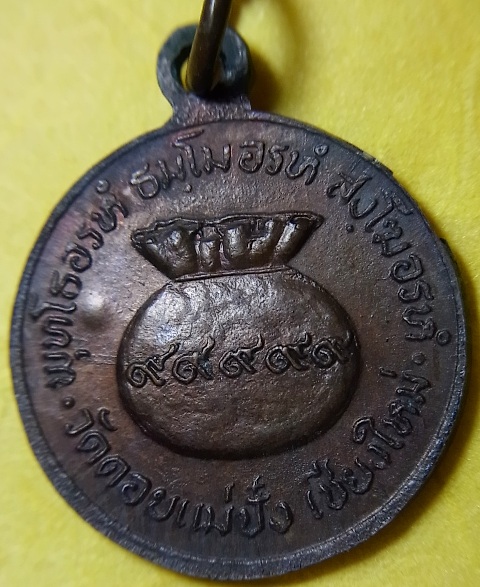 · พุทโธอรหํ ธมฺโม อรหํ สงฺโฆอรหํ ·
๙๙๙๙๙
วัดดอยแม่ปั๋ง เชียงใหม่